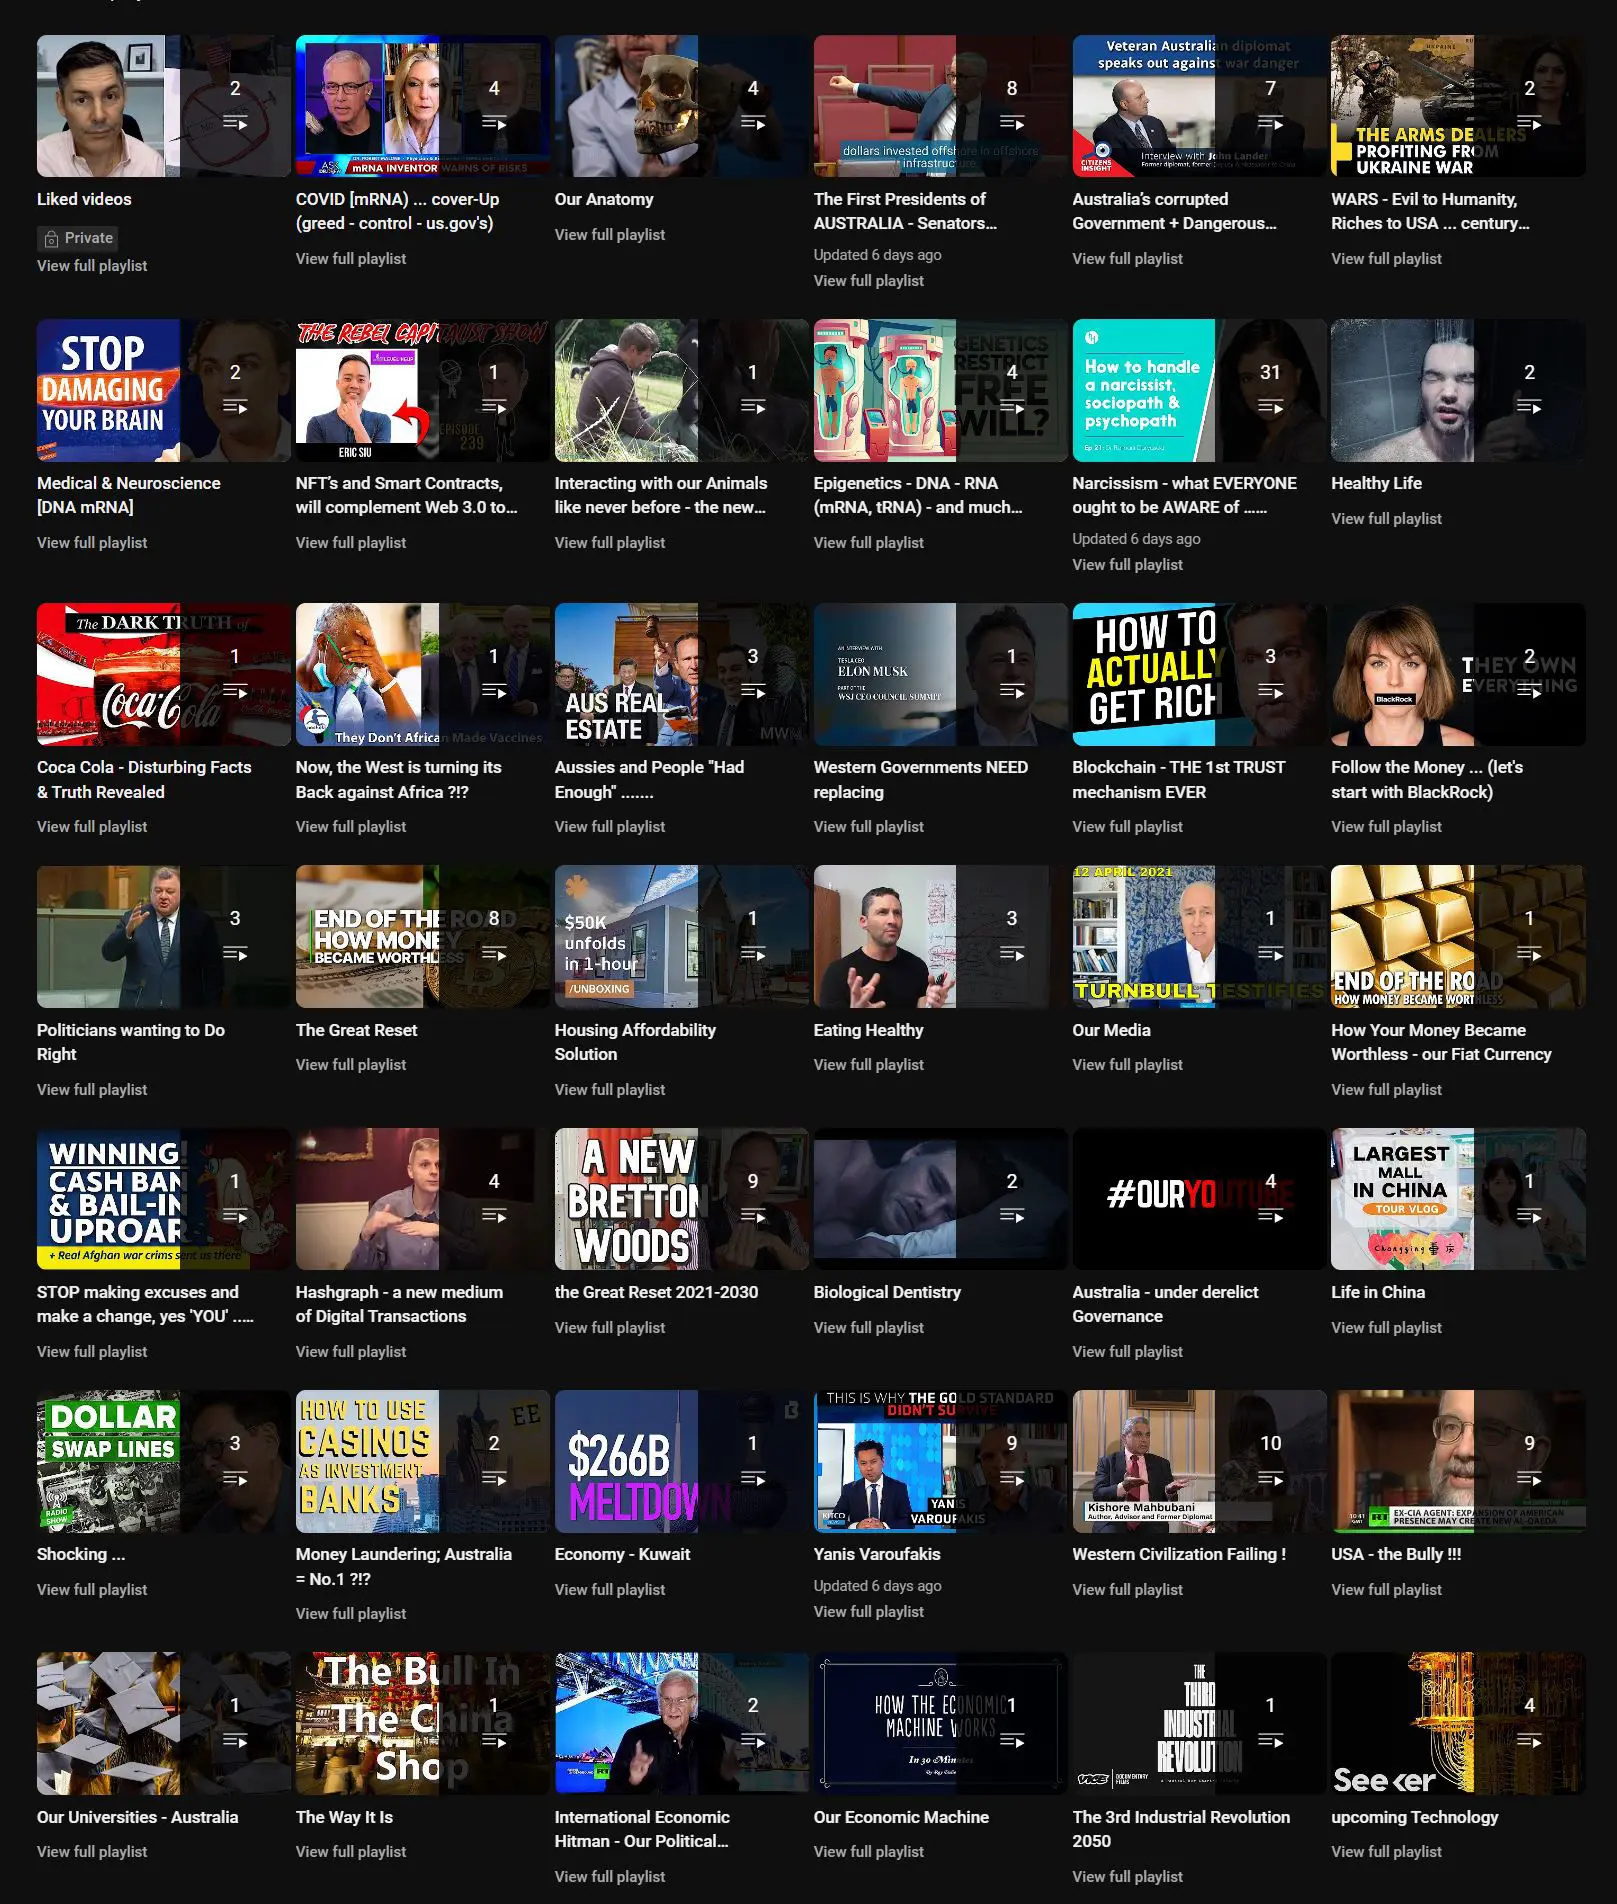 2
Liked videos
Private
View full playlist
4
ASK
mRNA INVENTOR WARNS OF RISKS
COVID [mRNA) ... cover-Up
(greed - control - us.gov's)
View full playlist
4
Our Anatomy
View full playlist
8
dollars invested offshore in offshore
infrastructure
The First Presidents of
AUSTRALIA - Senators...
Updated 6 days ago
View full playlist
Veteran Australian diplomat
speaks out against war danger
7
CITIZENS
INSIGHT
Interview with John Lander
Australia's corrupted
Government + Dangerous...
View full playlist
UKRAINE
2
THE ARMS DEALERS
PROFITING FROM
UKRAINE WAR
WARS - Evil to Humanity,
Riches to USA ... century...
View full playlist
STOP
DAMAGING
YOUR BRAIN
2
Medical & Neuroscience
[DNA mRNA]
View full playlist
THE REBEL CAPITALIST SHOW
1
EPISODE
239
ERIC SIU
NFT's and Smart Contracts,
will complement Web 3.0 to...
View full playlist
1
Interacting with our Animals
like never before - the new...
View full playlist
GENETICS
RESTRICT
FREE
WILL?
4
Epigenetics - DNA - RNA
(mRNA, tRNA) - and much...
View full playlist
How to handle
a narcissist,
sociopath &
psychopath
31
Narcissism - what EVERYONE
ought to be AWARE of ......
Updated 6 days ago
View full playlist
2
Healthy Life
View full playlist
The DARK TRUTH of
Coca-Cola
1
Coca Cola - Disturbing Facts
& Truth Revealed
View full playlist
1
They Don't African Made Vaccines
Now, the West is turning its
Back against Africa ?!?
View full playlist
3
AUS REAL
ESTATE
MWM
Aussies and People "Had
Enough" .......
View full playlist
AN INTERVIEW WITH
TESLA CEO
ELON MUSK
PART OF THE
WSJ CEO COUNCIL SUMMIT
1
Western Governments NEED
replacing
View full playlist
HOW TO
ACTUALLY
GET RICH
3
Blockchain - THE 1st TRUST
mechanism EVER
View full playlist
BlackRock
THEY OWN
EVERYTHING
2
Follow the Money ... (let's
start with BlackRock)
View full playlist
3
Politicians wanting to Do
Right
View full playlist
END OF THE ROAD
HOW MONEY
BECAME WORTHLESS
8
The Great Reset
View full playlist
$50K
unfolds
in 1-hour
/UNBOXING
1
Housing Affordability
Solution
View full playlist
3
Eating Healthy
View full playlist
12 APRIL 2021
1
TURNBULL TESTIFIES
Our Media
View full playlist
1
END OF THE ROAD
HOW MONEY BECAME WORTHLESS
How Your Money Became
Worthless - our Fiat Currency
View full playlist
WINNING!
CASH BAN
& BAIL-IN
UPROAR
+ Real Afghan war crims sent us there
1
STOP making excuses and
make a change, yes 'YOU' .....
View full playlist
4
Hashgraph - a new medium
of Digital Transactions
View full playlist
A NEW
BRETTON
WOODS
9
the Great Reset 2021-2030
View full playlist
2
Biological Dentistry
View full playlist
#OURYOUTUBE
4
Australia - under derelict
Governance
View full playlist
LARGEST
MALL
IN CHINA
TOUR VLOG
Chongqing 重庆
1
Life in China
View full playlist
DOLLAR
SWAP LINES
RADIO
SHOW
3
Shocking ...
View full playlist
HOW TO USE
CASINOS
AS INVESTMENT
BANKS
EE
2
Money Laundering; Australia
= No.1 ?!?
View full playlist
$266B
MELTDOWN
1
Economy - Kuwait
View full playlist
THIS IS WHY THE GOLD STANDARD
DIDN'T SURVIVE
9
KITCO
YANIS
VAROUFAKIS
Yanis Varoufakis
Updated 6 days ago
View full playlist
10
Kishore Mahbubani
Author, Advisor and Former Diplomat
Western Civilization Failing !
View full playlist
9
10:41
RT
EX-CIA AGENT: EXPANSION OF AMERICAN
PRESENCE MAY CREATE NEW AL-QAEDA
USA - the Bully !!!
View full playlist
1
Our Universities - Australia
View full playlist
The Bull In
The China
Shop
1
The Way It Is
View full playlist
2
RT
International Economic
Hitman - Our Political...
View full playlist
HOW THE ECONOMIC
MACHINE WORKS
In 30 Minutes
1
Our Economic Machine
View full playlist
THE
THIRD
INDUSTRIAL
REVOLUTION
VICE DOCUMENTARY
FILMS
1
The 3rd Industrial Revolution
2050
View full playlist
4
Seeker
upcoming Technology
View full playlist